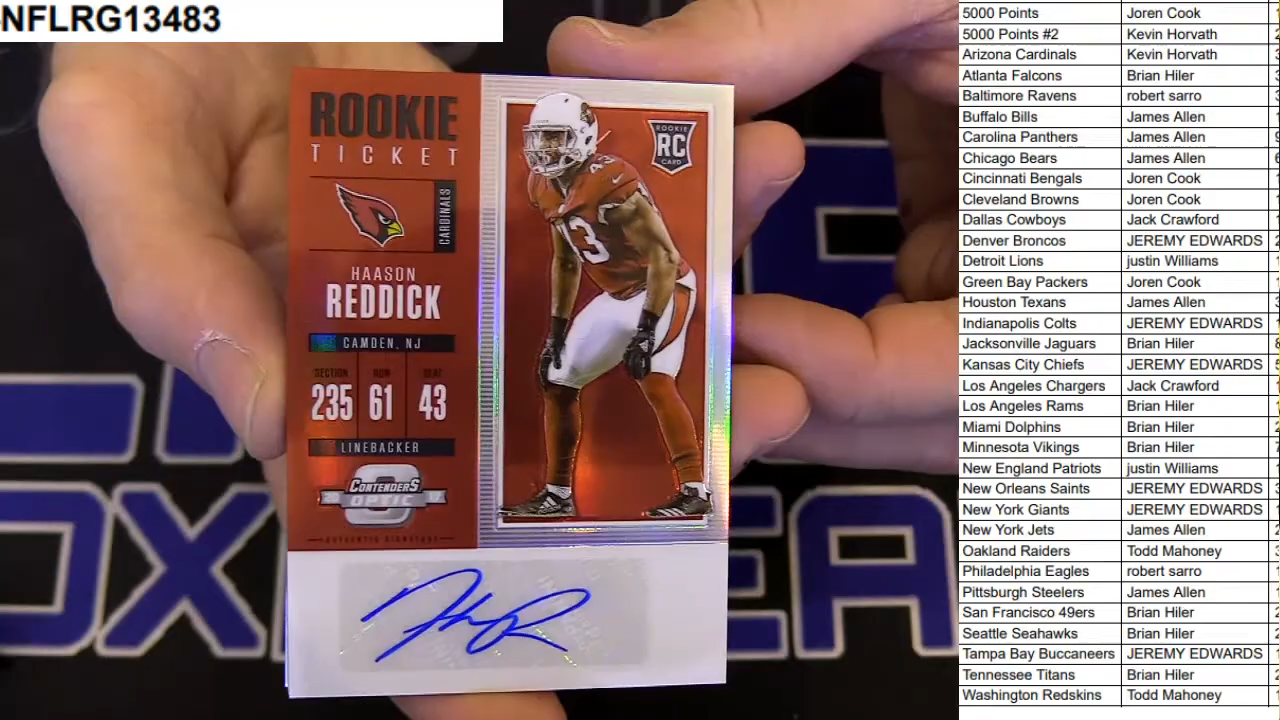 NFLRG13483
ROOKIE
TICKET
CARDINALS
HAASON
REDDICK
CAMDEN, NJ
SECTION ROW SEAT
235 61 43
LINEBACKER
CONTENDERS
OPTIC
AUTHENTIC SIGNATURE
ROOKIE
RC
CARD
43
5000 Points Joren Cook
5000 Points #2 Kevin Horvath
Arizona Cardinals Kevin Horvath
Atlanta Falcons Brian Hiler
Baltimore Ravens robert sarro
Buffalo Bills James Allen
Carolina Panthers James Allen
Chicago Bears James Allen
Cincinnati Bengals Joren Cook
Cleveland Browns Joren Cook
Dallas Cowboys Jack Crawford
Denver Broncos JEREMY EDWARDS
Detroit Lions justin Williams
Green Bay Packers Joren Cook
Houston Texans James Allen
Indianapolis Colts JEREMY EDWARDS
Jacksonville Jaguars Brian Hiler
Kansas City Chiefs JEREMY EDWARDS
Los Angeles Chargers Jack Crawford
Los Angeles Rams Brian Hiler
Miami Dolphins Brian Hiler
Minnesota Vikings Brian Hiler
New England Patriots justin Williams
New Orleans Saints JEREMY EDWARDS
New York Giants JEREMY EDWARDS
New York Jets James Allen
Oakland Raiders Todd Mahoney
Philadelphia Eagles robert sarro
Pittsburgh Steelers James Allen
San Francisco 49ers Brian Hiler
Seattle Seahawks Brian Hiler
Tampa Bay Buccaneers JEREMY EDWARDS
Tennessee Titans Brian Hiler
Washington Redskins Todd Mahoney